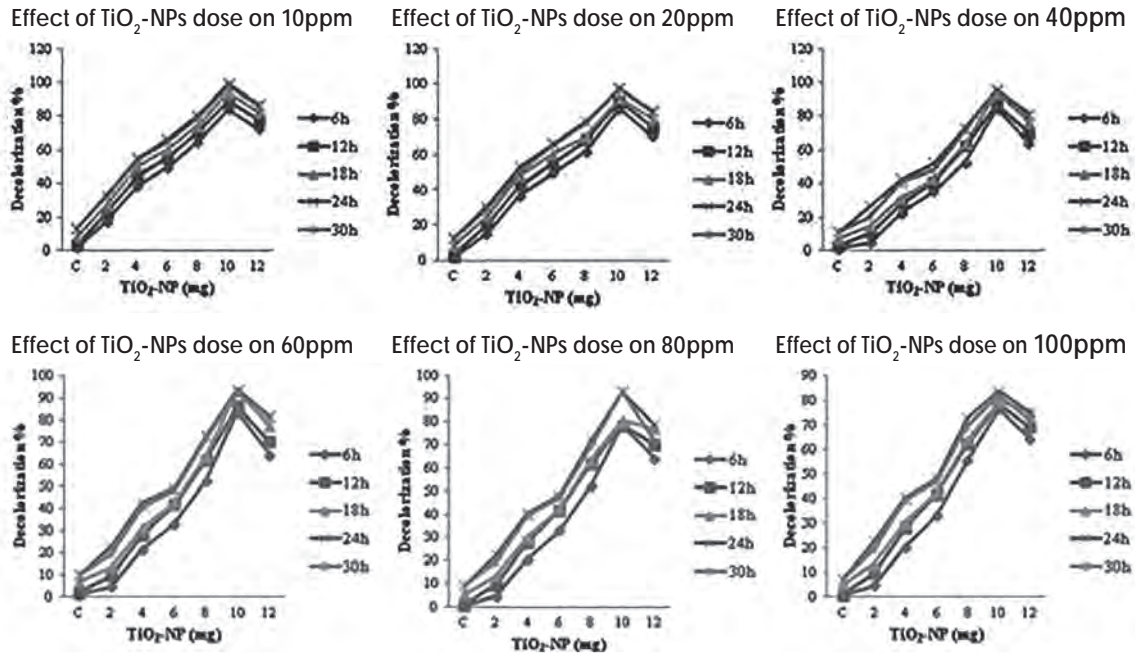 Effect of TiO2-NPs dose on 10ppm
120
100
80
60
40
20
0
Decolorization %
C 2 4 6 8 10 12
TiO2-NP (mg)
6h
12h
18h
24h
30h
Effect of TiO2-NPs dose on 20ppm
120
100
80
60
40
20
0
Decolorization %
C 2 4 6 8 10 12
TiO2-NP (mg)
6h
12h
18h
24h
30h
Effect of TiO2-NPs dose on 40ppm
120
100
80
60
40
20
0
Decolorization %
C 2 4 6 8 10 12
TiO2-NP (mg)
6h
12h
18h
24h
30h
Effect of TiO2-NPs dose on 60ppm
100
90
80
70
60
50
40
30
20
10
0
Decolorization %
C 2 4 6 8 10 12
TiO2-NP (mg)
6h
12h
18h
24h
30h
Effect of TiO2-NPs dose on 80ppm
100
90
80
70
60
50
40
30
20
10
0
Decolorization %
C 2 4 6 8 10 12
TiO2-NP (mg)
6h
12h
18h
24h
30h
Effect of TiO2-NPs dose on 100ppm
90
80
70
60
50
40
30
20
10
0
Decolorization %
C 2 4 6 8 10 12
TiO2-NP (mg)
6h
12h
18h
24h
30h